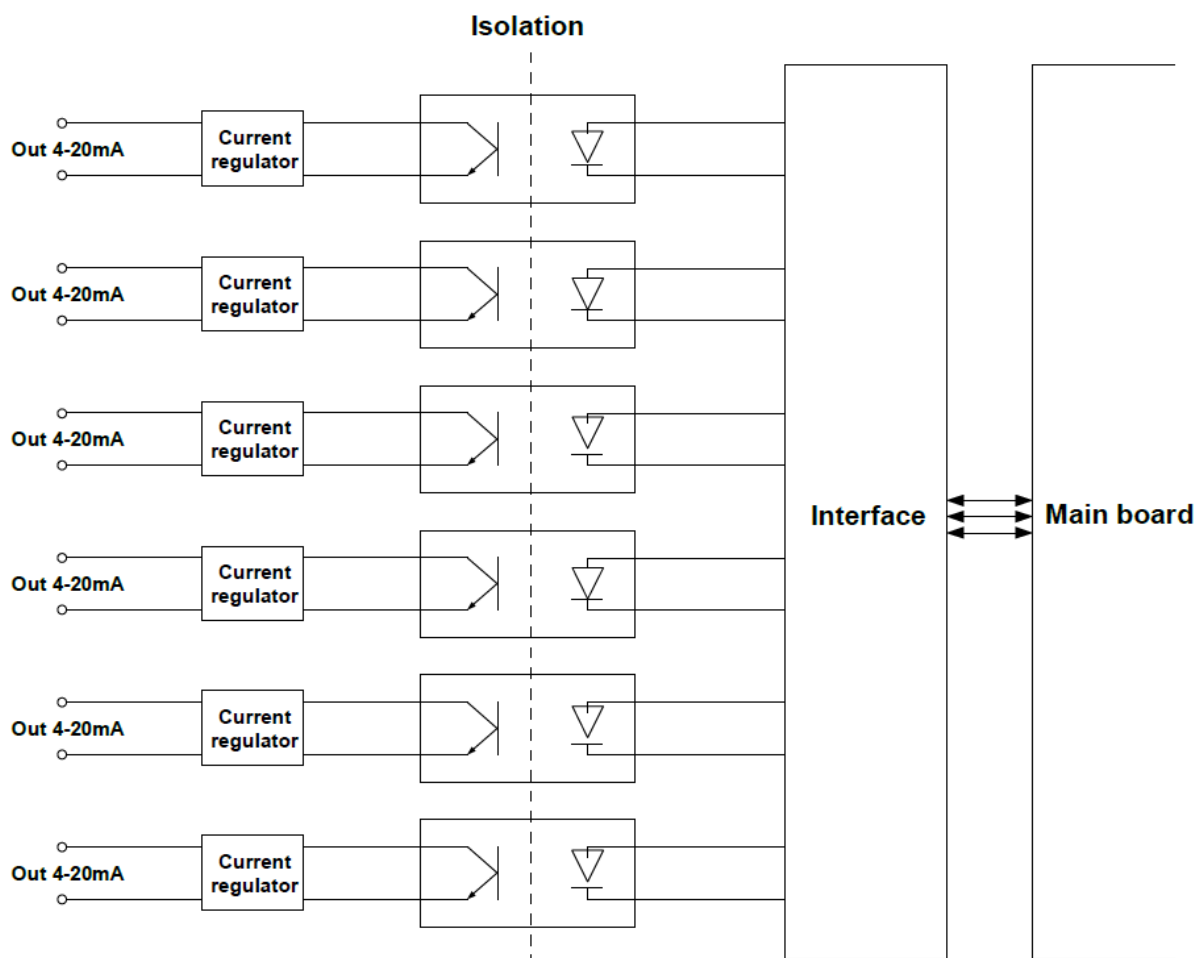 Isolation
Out 4-20mA
Current
regulator
Out 4-20mA
Current
regulator
Out 4-20mA
Current
regulator
Interface
Main board
Out 4-20mA
Current
regulator
Out 4-20mA
Current
regulator
Out 4-20mA
Current
regulator